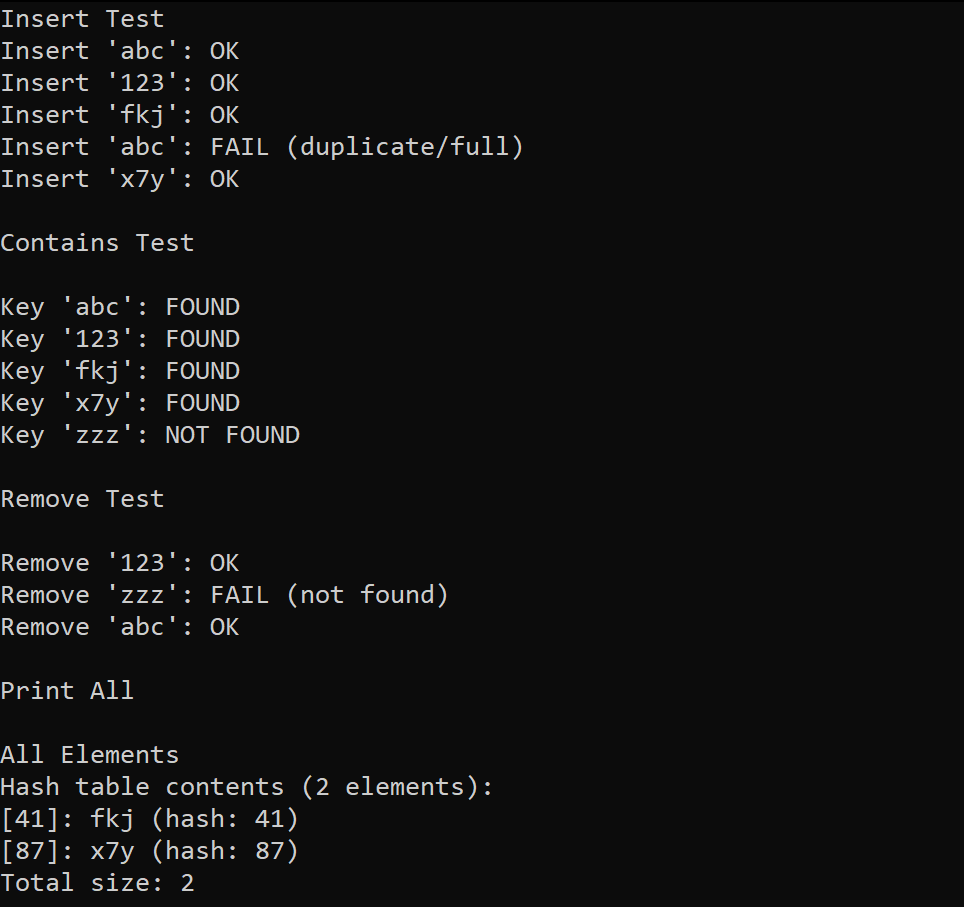 Insert Test
Insert 'abc': OK
Insert '123': OK
Insert 'fkj': OK
Insert 'abc': FAIL (duplicate/full)
Insert 'x7y': OK
Contains Test
Key 'abc': FOUND
Key '123': FOUND
Key 'fkj': FOUND
Key 'x7y': FOUND
Key 'zzz': NOT FOUND
Remove Test
Remove '123': OK
Remove 'zzz': FAIL (not found)
Remove 'abc': OK
Print All
All Elements
Hash table contents (2 elements):
[41]: fkj (hash: 41)
[87]: x7y (hash: 87)
Total size: 2